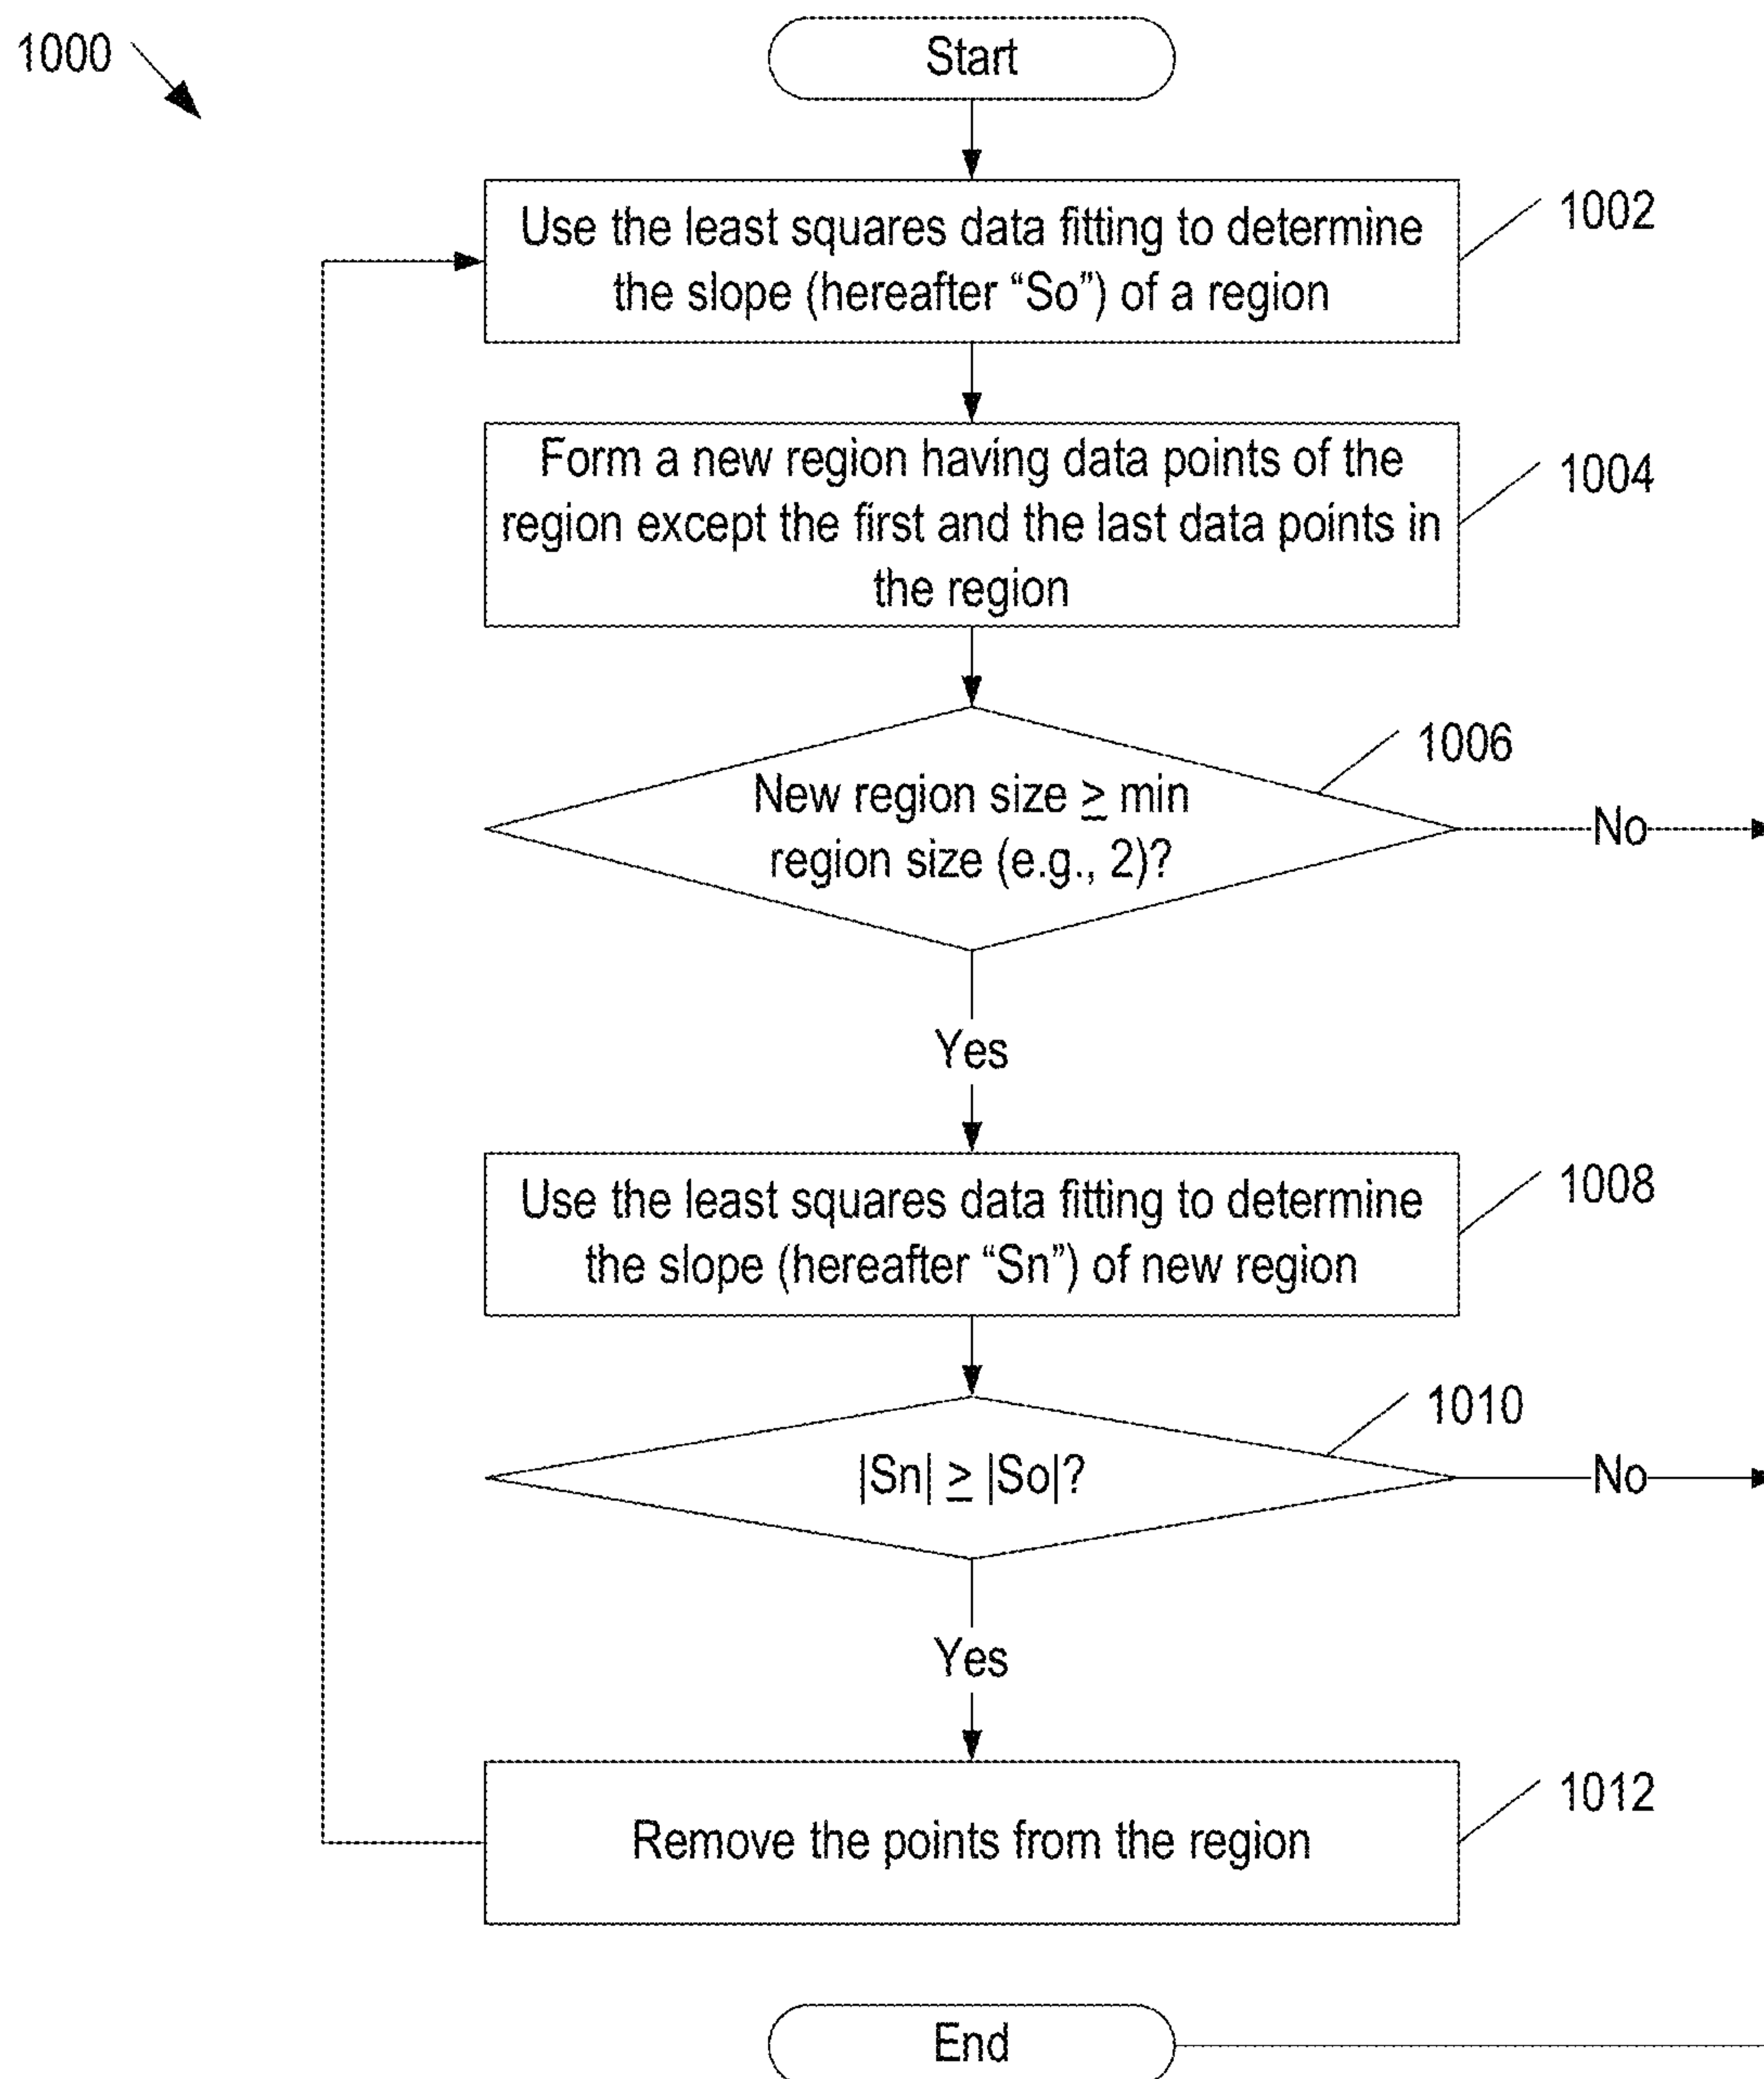 1000
Start
Use the least squares data fitting to determine
the slope (hereafter “So”) of a region
1002
Form a new region having data points of the
region except the first and the last data points in
the region
1004
New region size ≥ min
region size (e.g., 2)?
1006
No
Yes
Use the least squares data fitting to determine
the slope (hereafter “Sn”) of new region
1008
|Sn| ≥ |So|?
1010
No
Yes
Remove the points from the region
1012
End